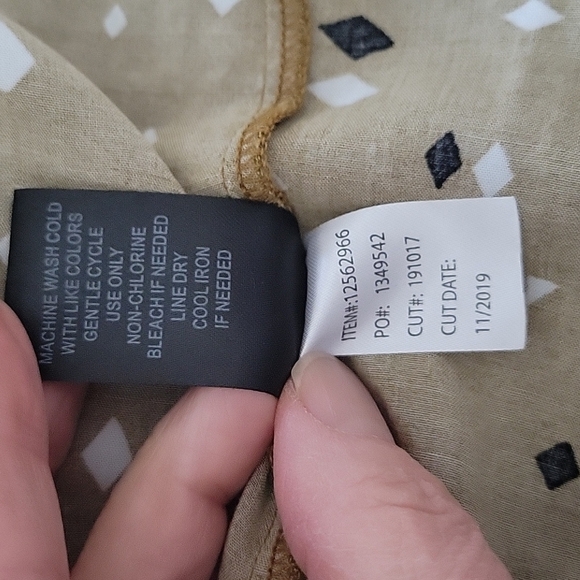 MACHINE WASH COLD
WITH LIKE COLORS
GENTLE CYCLE
USE ONLY
NON-CHLORINE
BLEACH IF NEEDED
LINE DRY
COOL IRON
IF NEEDED
ITEM#:12562966
PO#: 1349542
CUT#: 191017
CUT DATE:
11/2019